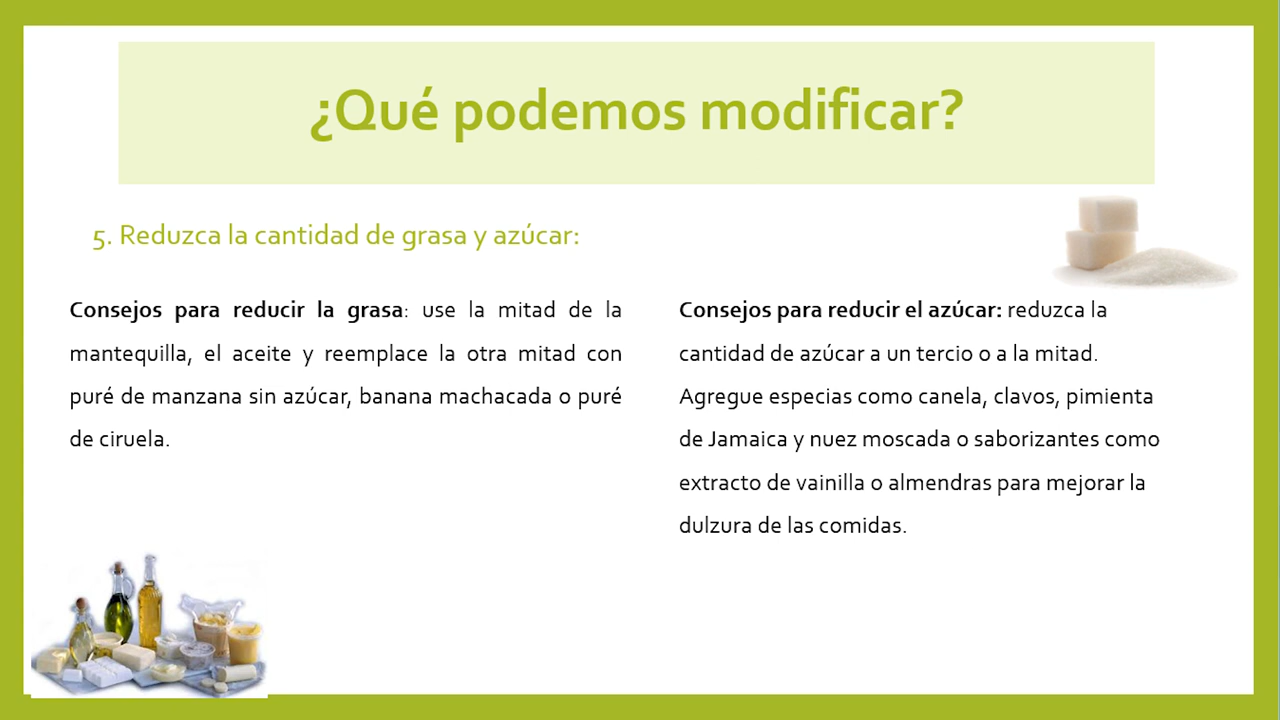 ¿Qué podemos modificar?
5. Reduzca la cantidad de grasa y azúcar:
Consejos para reducir la grasa: use la mitad de la
mantequilla, el aceite y reemplace la otra mitad con
puré de manzana sin azúcar, banana machacada o puré
de ciruela.
Consejos para reducir el azúcar: reduzca la
cantidad de azúcar a un tercio o a la mitad.
Agregue especias como canela, clavos, pimienta
de Jamaica y nuez moscada o saborizantes como
extracto de vainilla o almendras para mejorar la
dulzura de las comidas.